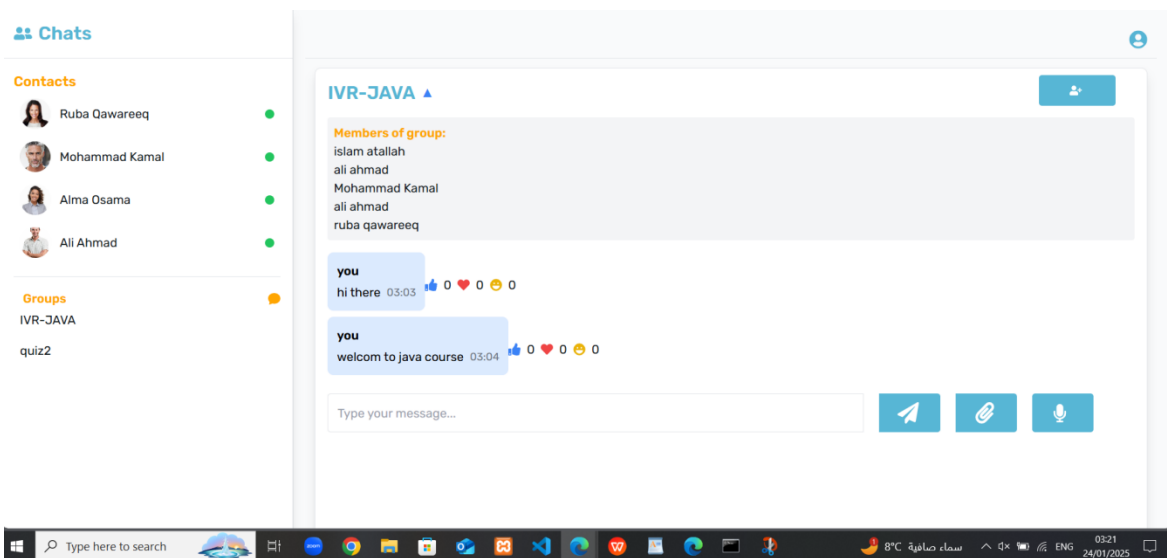 Chats
Contacts
Ruba Qawareeq
Mohammad Kamal
Alma Osama
Ali Ahmad
Groups
IVR-JAVA
quiz2
IVR-JAVA
Members of group:
islam atallah
ali ahmad
Mohammad Kamal
ali ahmad
ruba qawareeq
you
hi there 03:03
0 0 0
you
welcom to java course 03:04
0 0 0
Type your message...
Type here to search
zoom
8°C سماء صافية
ENG
03:21
24/01/2025